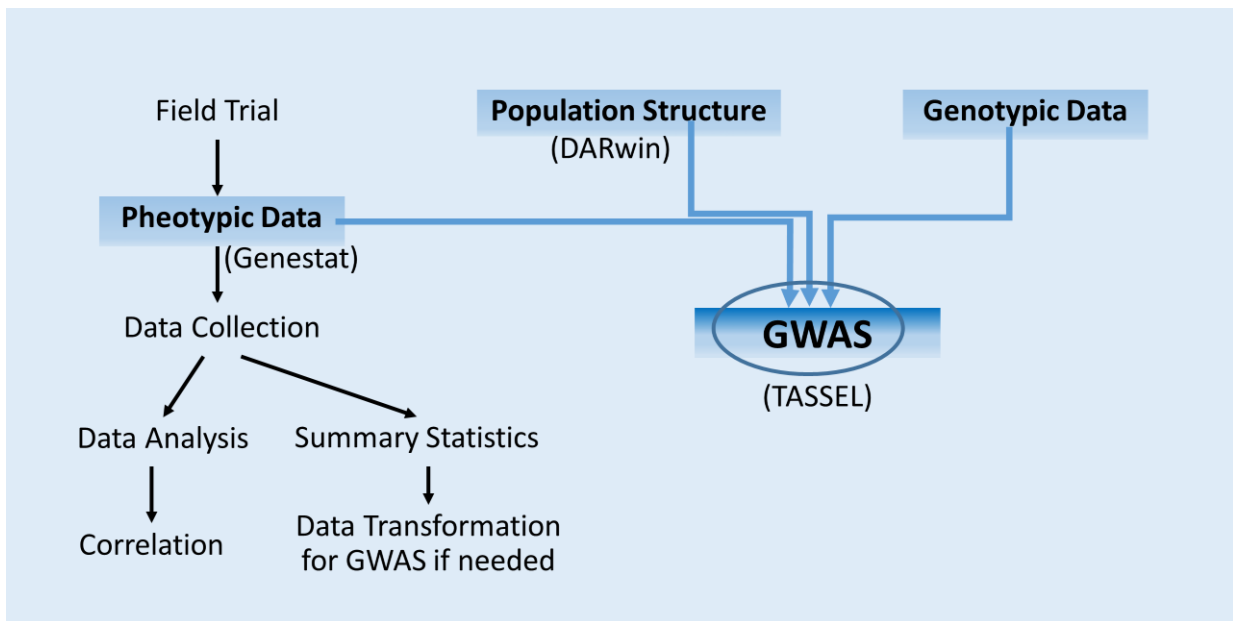 Field Trial
Population Structure
(DARwin)
Genotypic Data
Pheotypic Data
(Genestat)
Data Collection
GWAS
(TASSEL)
Data Analysis
Summary Statistics
Correlation
Data Transformation
for GWAS if needed